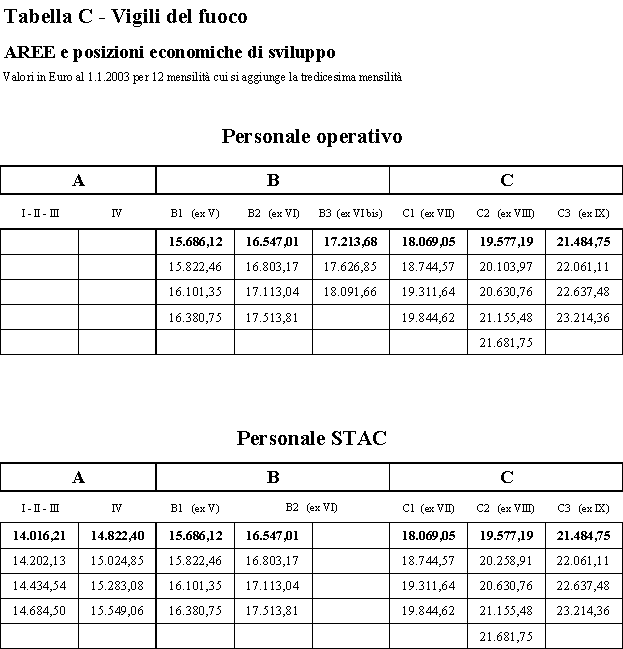 Tabella C - Vigili del fuoco
AREE e posizioni economiche di sviluppo
Valori in Euro al 1.1.2003 per 12 mensilità cui si aggiunge la tredicesima mensilità
Personale operativo
A B C
I - II - III IV B1 (ex V) B2 (ex VI) B3 (ex VI bis) C1 (ex VII) C2 (ex VIII) C3 (ex IX)
15.686,12 16.547,01 17.213,68 18.069,05 19.577,19 21.484,75
15.822,46 16.803,17 17.626,85 18.744,57 20.103,97 22.061,11
16.101,35 17.113,04 18.091,66 19.311,64 20.630,76 22.637,48
16.380,75 17.513,81 19.844,62 21.155,48 23.214,36
21.681,75
Personale STAC
A B C
I - II - III IV B1 (ex V) B2 (ex VI) C1 (ex VII) C2 (ex VIII) C3 (ex IX)
14.016,21 14.822,40 15.686,12 16.547,01 18.069,05 19.577,19 21.484,75
14.202,13 15.024,85 15.822,46 16.803,17 18.744,57 20.258,91 22.061,11
14.434,54 15.283,08 16.101,35 17.113,04 19.311,64 20.630,76 22.637,48
14.684,50 15.549,06 16.380,75 17.513,81 19.844,62 21.155,48 23.214,36
21.681,75